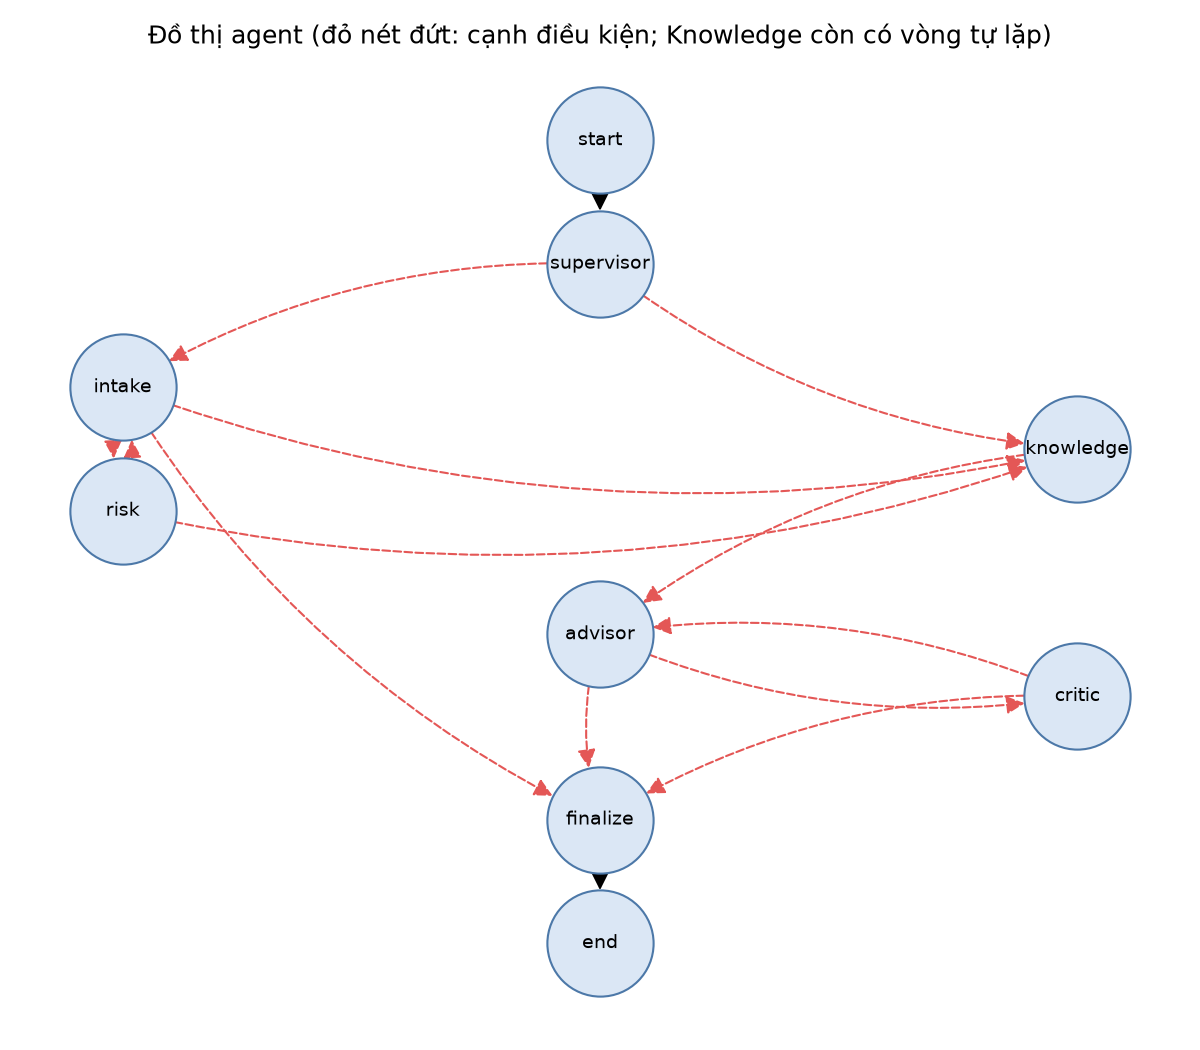 Đồ thị agent (đỏ nét đứt: cạnh điều kiện; Knowledge còn có vòng tự lặp)
start
supervisor
intake
knowledge
risk
advisor
critic
finalize
end